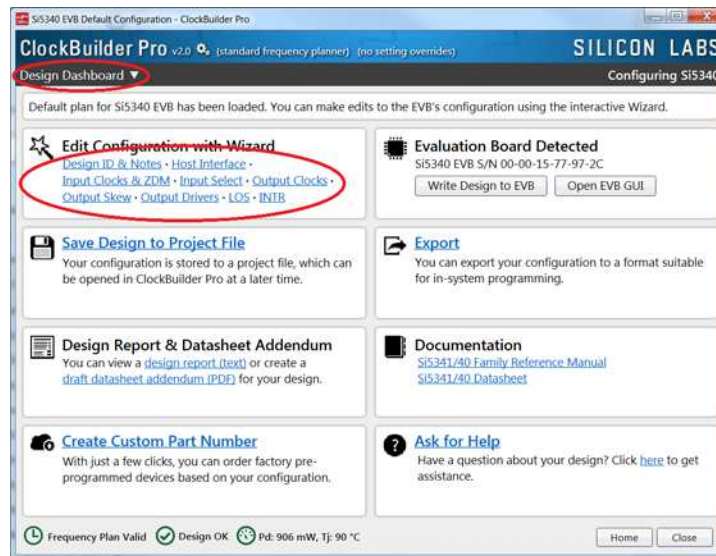 Si5340 EVB Default Configuration - ClockBuilder Pro
ClockBuilder Pro v2.0 (standard frequency planner) (no setting overrides) SILICON LABS
Design Dashboard ▼ Configuring Si5340
Default plan for Si5340 EVB has been loaded. You can make edits to the EVB's configuration using the interactive Wizard.
Edit Configuration with Wizard
Design ID & Notes • Host Interface •
Input Clocks & ZDM • Input Select • Output Clocks •
Output Skew • Output Drivers • LOS • INTR
Evaluation Board Detected
Si5340 EVB S/N 00-00-15-77-97-2C
Write Design to EVB Open EVB GUI
Save Design to Project File
Your configuration is stored to a project file, which can
be opened in ClockBuilder Pro at a later time.
Export
You can export your configuration to a format suitable
for in-system programming.
Design Report & Datasheet Addendum
You can view a design report (text) or create a
draft datasheet addendum (PDF) for your design.
Documentation
Si5341/40 Family Reference Manual
Si5341/40 Datasheet
Create Custom Part Number
With just a few clicks, you can order factory pre-
programmed devices based on your configuration.
Ask for Help
Have a question about your design? Click here to get
assistance.
Frequency Plan Valid Design OK Pd: 906 mW, Tj: 90 °C Home Close